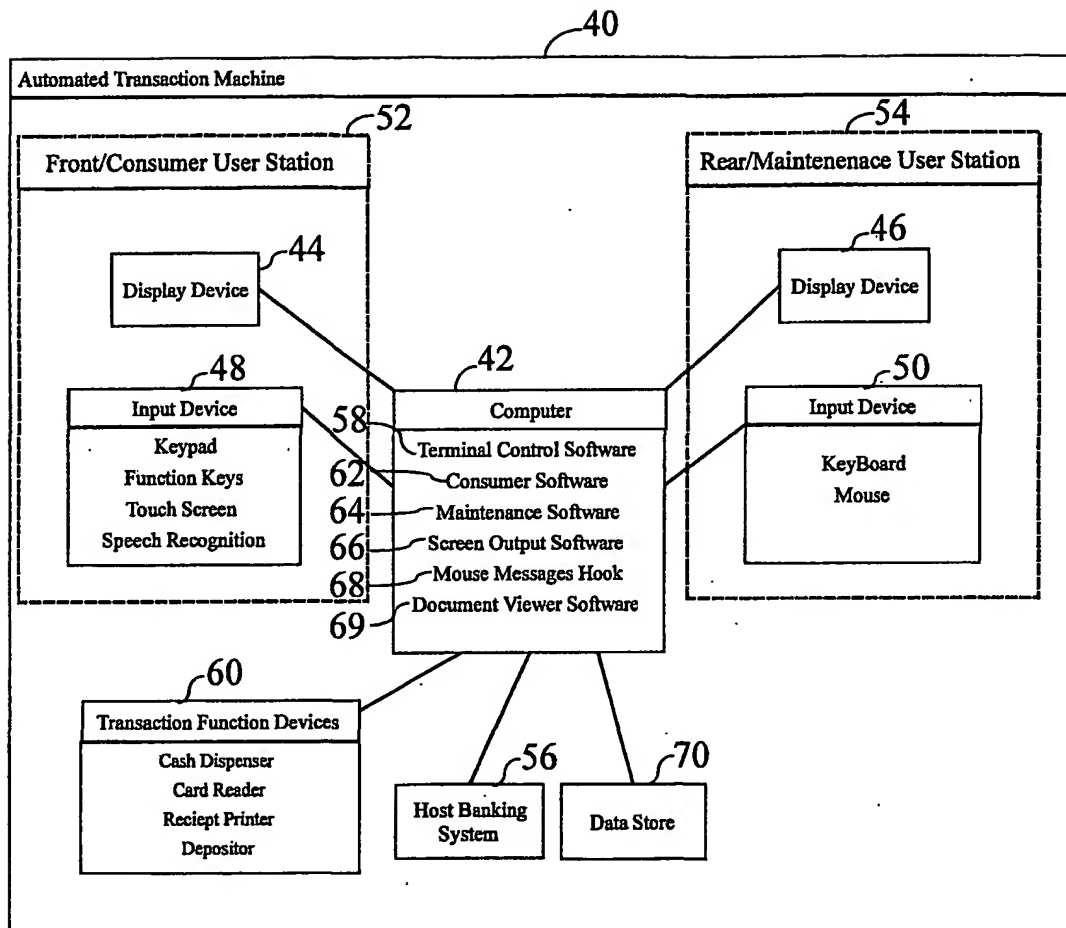 40
Automated Transaction Machine
52
Front/Consumer User Station
54
Rear/Maintenenace User Station
44
Display Device
46
Display Device
48
Input Device
Keypad
Function Keys
Touch Screen
Speech Recognition
42
Computer
58
Terminal Control Software
62
Consumer Software
64
Maintenance Software
66
Screen Output Software
68
Mouse Messages Hook
69
Document Viewer Software
50
Input Device
KeyBoard
Mouse
60
Transaction Function Devices
Cash Dispenser
Card Reader
Reciept Printer
Depositor
56
Host Banking
System
70
Data Store